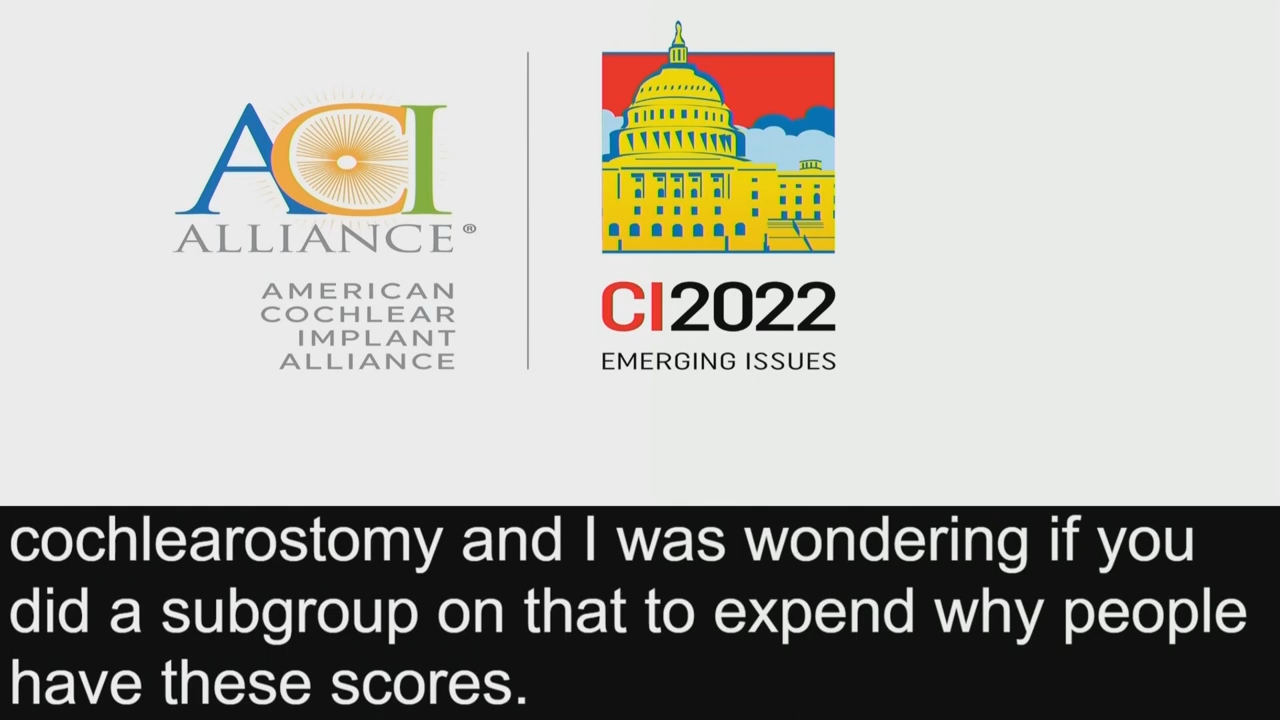 ACI
ALLIANCE®
AMERICAN
COCHLEAR
IMPLANT
ALLIANCE
CI2022
EMERGING ISSUES
cochlearostomy and I was wondering if you
did a subgroup on that to expend why people
have these scores.